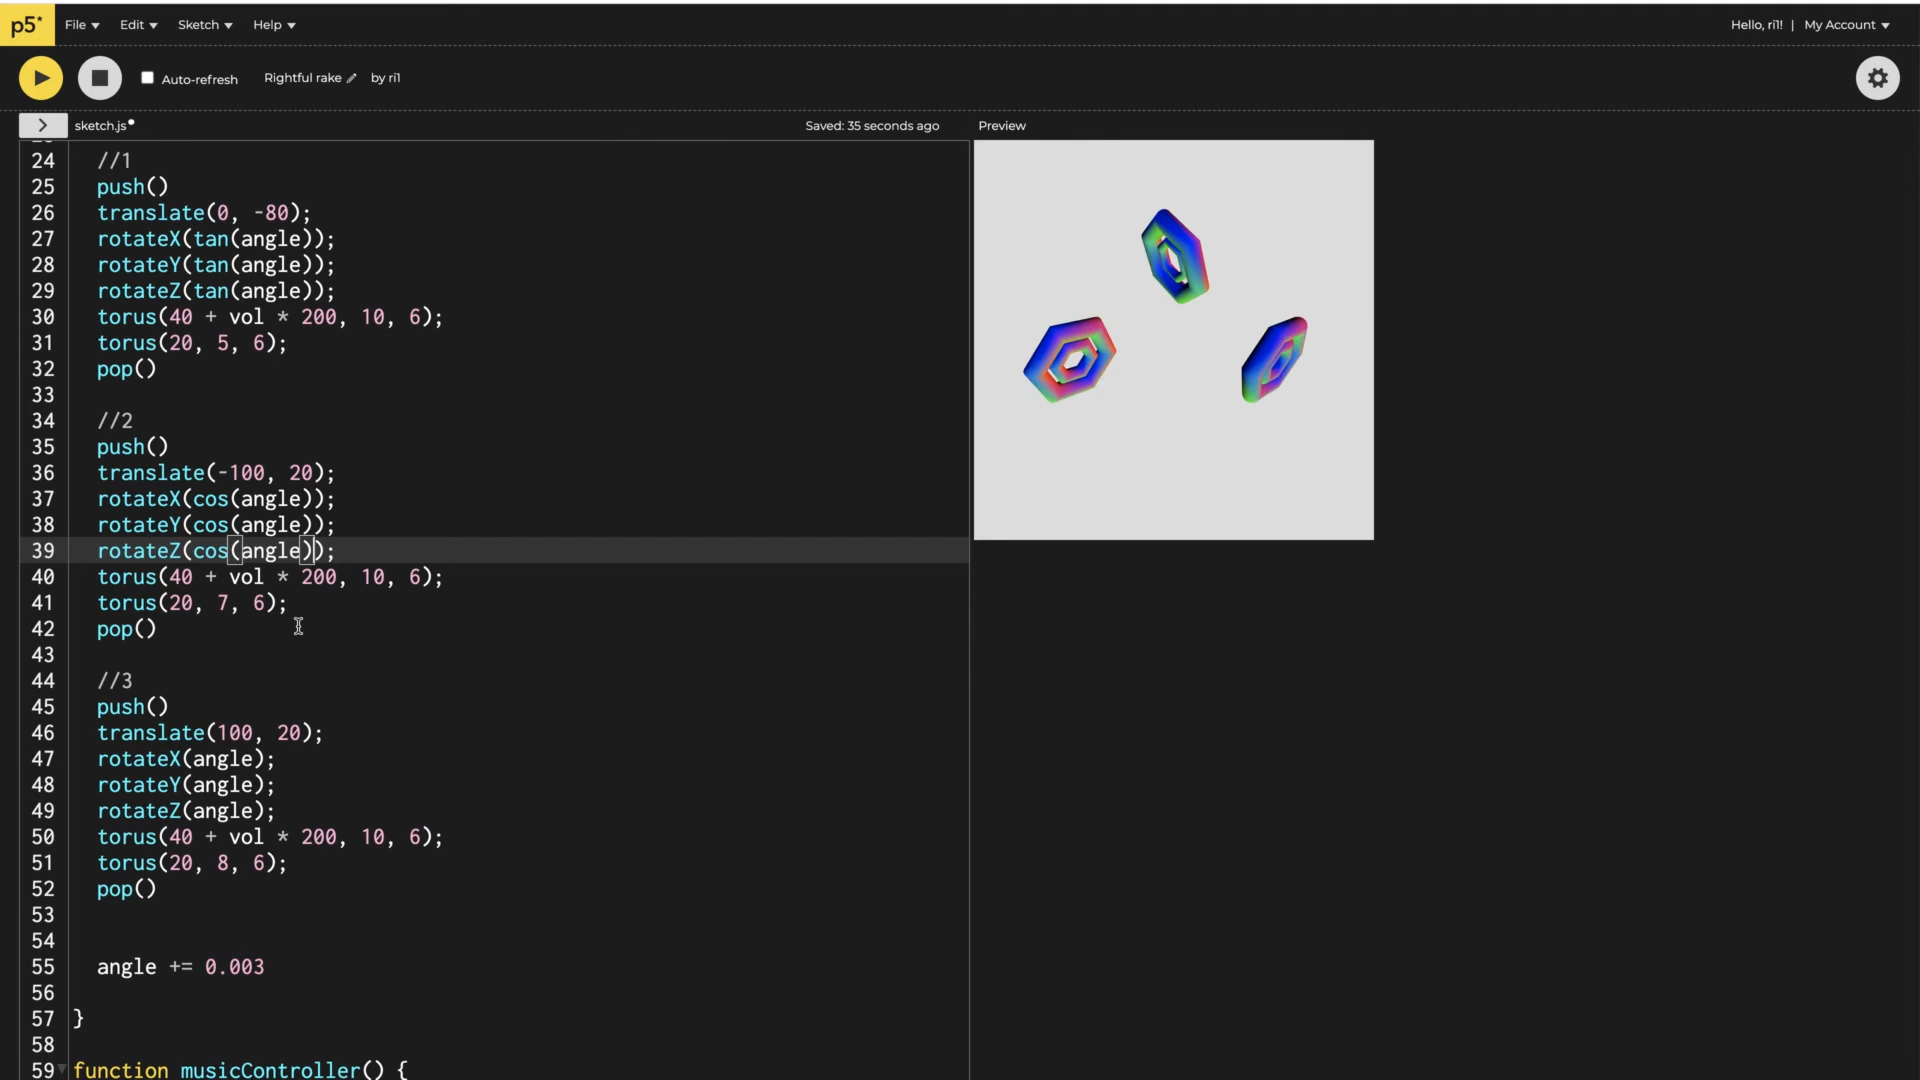 p5* File Edit Sketch Help Hello, ri1! | My Account
Auto-refresh Rightful rake by ri1
> sketch.js Saved: 35 seconds ago Preview
24 //1
25 push()
26 translate(0, -80);
27 rotateX(tan(angle));
28 rotateY(tan(angle));
29 rotateZ(tan(angle));
30 torus(40 + vol * 200, 10, 6);
31 torus(20, 5, 6);
32 pop()
33
34 //2
35 push()
36 translate(-100, 20);
37 rotateX(cos(angle));
38 rotateY(cos(angle));
39 rotateZ(cos(angle));
40 torus(40 + vol * 200, 10, 6);
41 torus(20, 7, 6);
42 pop()
43
44 //3
45 push()
46 translate(100, 20);
47 rotateX(angle);
48 rotateY(angle);
49 rotateZ(angle);
50 torus(40 + vol * 200, 10, 6);
51 torus(20, 8, 6);
52 pop()
53
54
55 angle += 0.003
56
57 }
58
59 function musicController() {